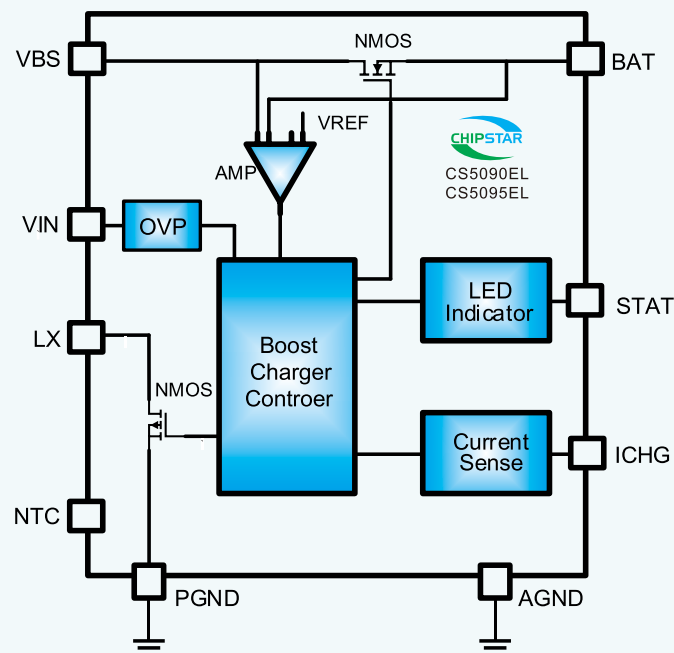 NMOS
VBS
BAT
VREF
CHIPSTAR
AMP
CS5090EL
CS5095EL
VIN
OVP
LED
Indicator
STAT
LX
Boost
Charger
Controer
NMOS
Current
Sense
ICHG
NTC
PGND
AGND